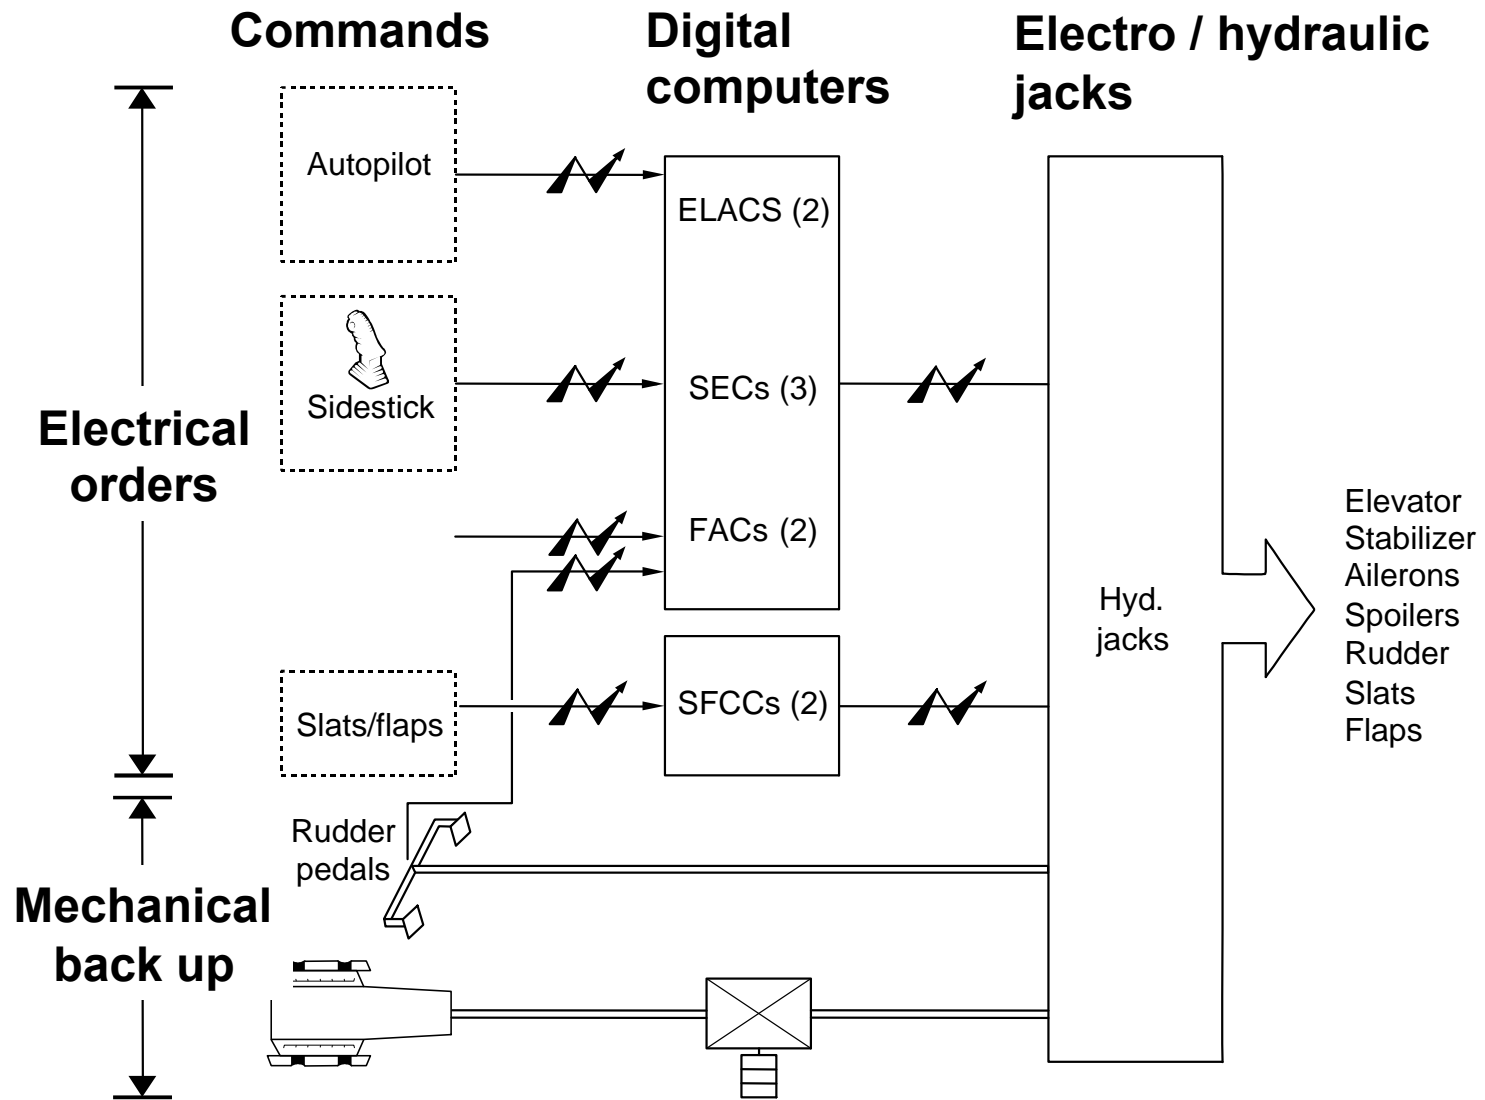 Commands
Digital
computers
Electro / hydraulic
jacks
Autopilot
ELACS (2)
Sidestick
SECs (3)
Electrical
orders
FACs (2)
Elevator
Stabilizer
Ailerons
Spoilers
Rudder
Slats
Flaps
Hyd.
jacks
Slats/flaps
SFCCs (2)
Rudder
pedals
Mechanical
back up